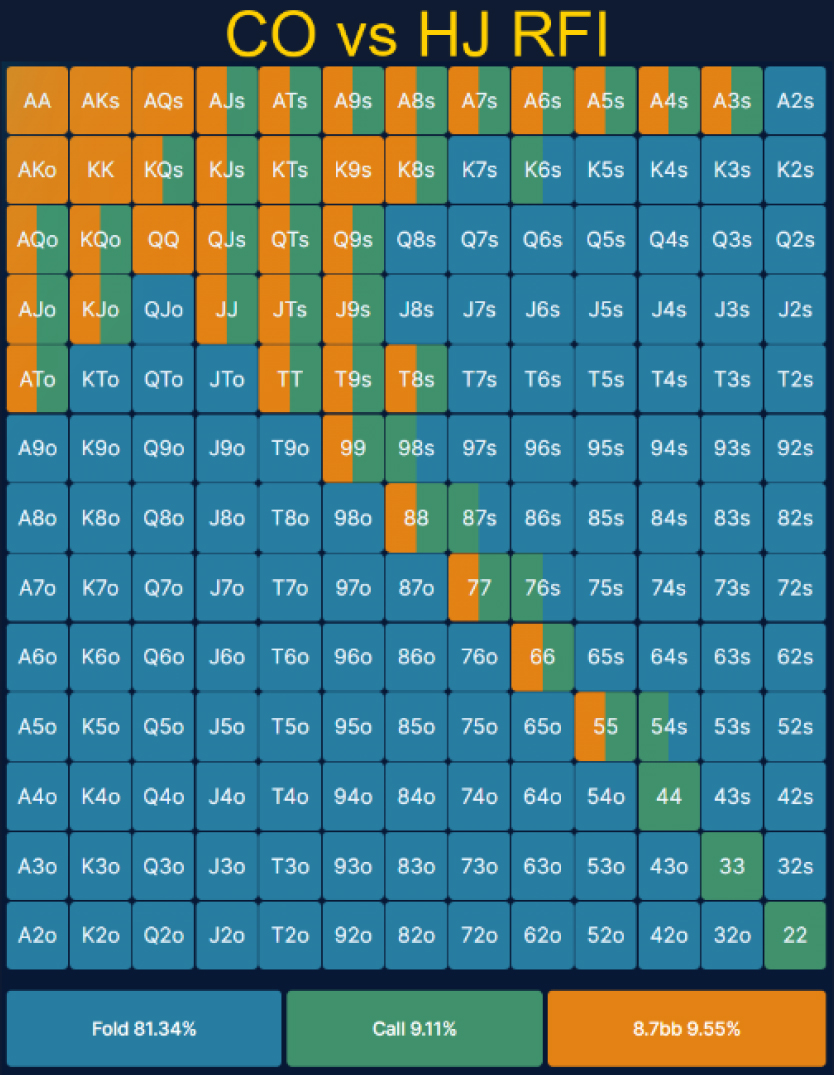 CO vs HJ RFI
AA AKs AQs AJs ATs A9s A8s A7s A6s A5s A4s A3s A2s
AKo KK KQs KJs KTs K9s K8s K7s K6s K5s K4s K3s K2s
AQo KQo QQ QJs QTs Q9s Q8s Q7s Q6s Q5s Q4s Q3s Q2s
AJo KJo QJo JJ JTs J9s J8s J7s J6s J5s J4s J3s J2s
ATo KTo QTo JTo TT T9s T8s T7s T6s T5s T4s T3s T2s
A9o K9o Q9o J9o T9o 99 98s 97s 96s 95s 94s 93s 92s
A8o K8o Q8o J8o T8o 98o 88 87s 86s 85s 84s 83s 82s
A7o K7o Q7o J7o T7o 97o 87o 77 76s 75s 74s 73s 72s
A6o K6o Q6o J6o T6o 96o 86o 76o 66 65s 64s 63s 62s
A5o K5o Q5o J5o T5o 95o 85o 75o 65o 55 54s 53s 52s
A4o K4o Q4o J4o T4o 94o 84o 74o 64o 54o 44 43s 42s
A3o K3o Q3o J3o T3o 93o 83o 73o 63o 53o 43o 33 32s
A2o K2o Q2o J2o T2o 92o 82o 72o 62o 52o 42o 32o 22
Fold 81.34% Call 9.11% 8.7bb 9.55%